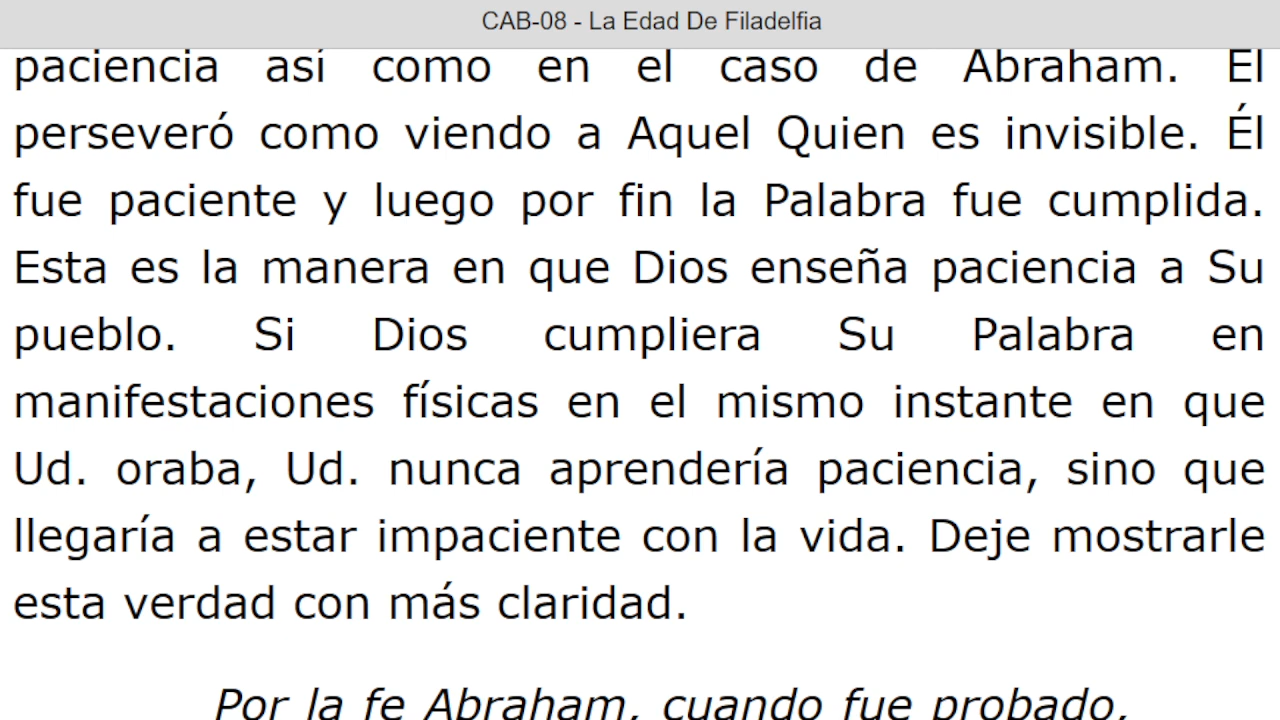 CAB-08 - La Edad De Filadelfia
paciencia así como en el caso de Abraham. Él
perseveró como viendo a Aquel Quien es invisible. Él
fue paciente y luego por fin la Palabra fue cumplida.
Esta es la manera en que Dios enseña paciencia a Su
pueblo. Si Dios cumpliera Su Palabra en
manifestaciones físicas en el mismo instante en que
Ud. oraba, Ud. nunca aprendería paciencia, sino que
llegaría a estar impaciente con la vida. Deje mostrarle
esta verdad con más claridad.
Por la fe Abraham, cuando fue probado,